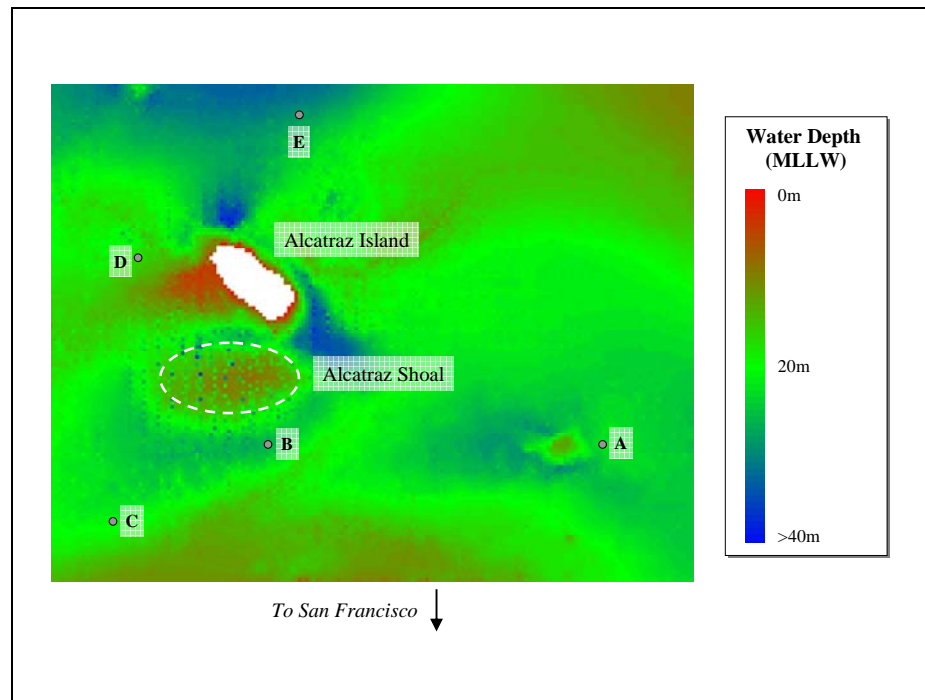 E
Water Depth
(MLLW)
0m
Alcatraz Island
D
20m
Alcatraz Shoal
B
A
C
>40m
To San Francisco